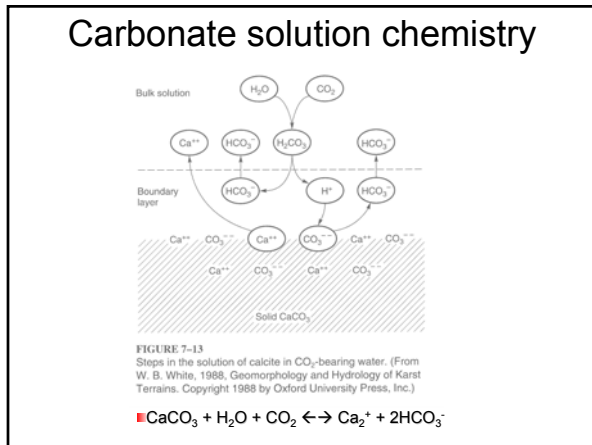 Carbonate solution chemistry
Bulk solution
H₂O CO₂
Ca⁺⁺ HCO₃⁻ H₂CO₃ HCO₃⁻
Boundary
layer
HCO₃⁻ H⁺ HCO₃⁻
Ca⁺⁺ CO₃⁻⁻ Ca⁺⁺ CO₃⁻⁻ Ca⁺⁺ CO₃⁻⁻
Ca⁺⁺ CO₃⁻⁻ Ca⁺⁺ CO₃⁻⁻
Solid CaCO₃
FIGURE 7–13
Steps in the solution of calcite in CO₂-bearing water. (From
W. B. White, 1988, Geomorphology and Hydrology of Karst
Terrains. Copyright 1988 by Oxford University Press, Inc.)
CaCO₃ + H₂O + CO₂ ←→ Ca₂⁺ + 2HCO₃⁻